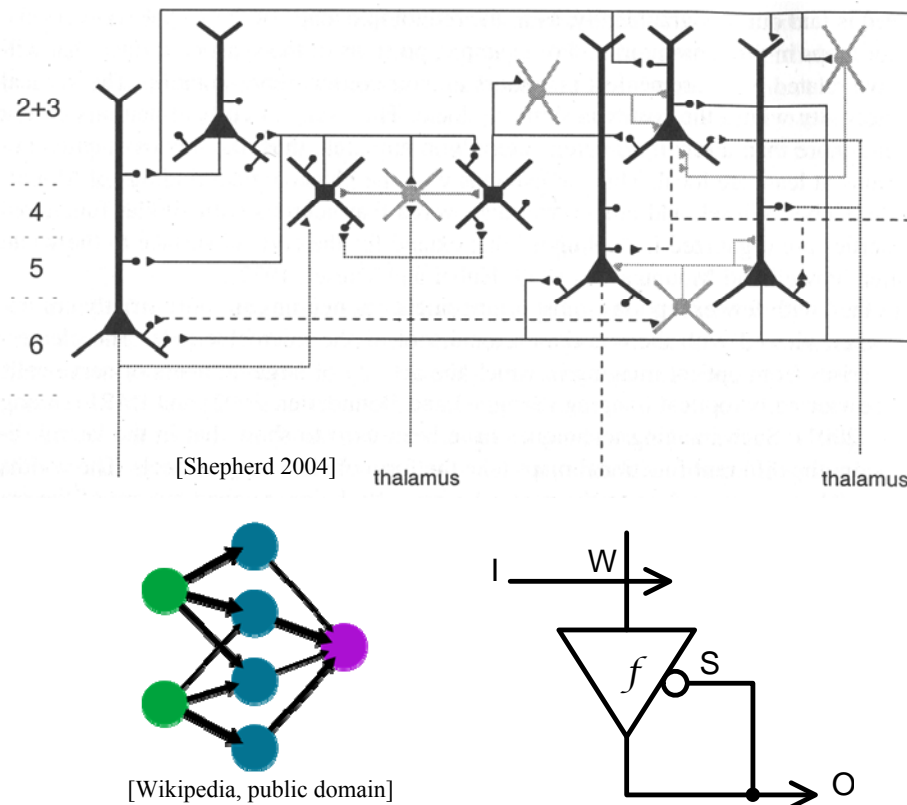 2+3
4
5
6
[Shepherd 2004]
thalamus
thalamus
I
W
f
S
O
[Wikipedia, public domain]